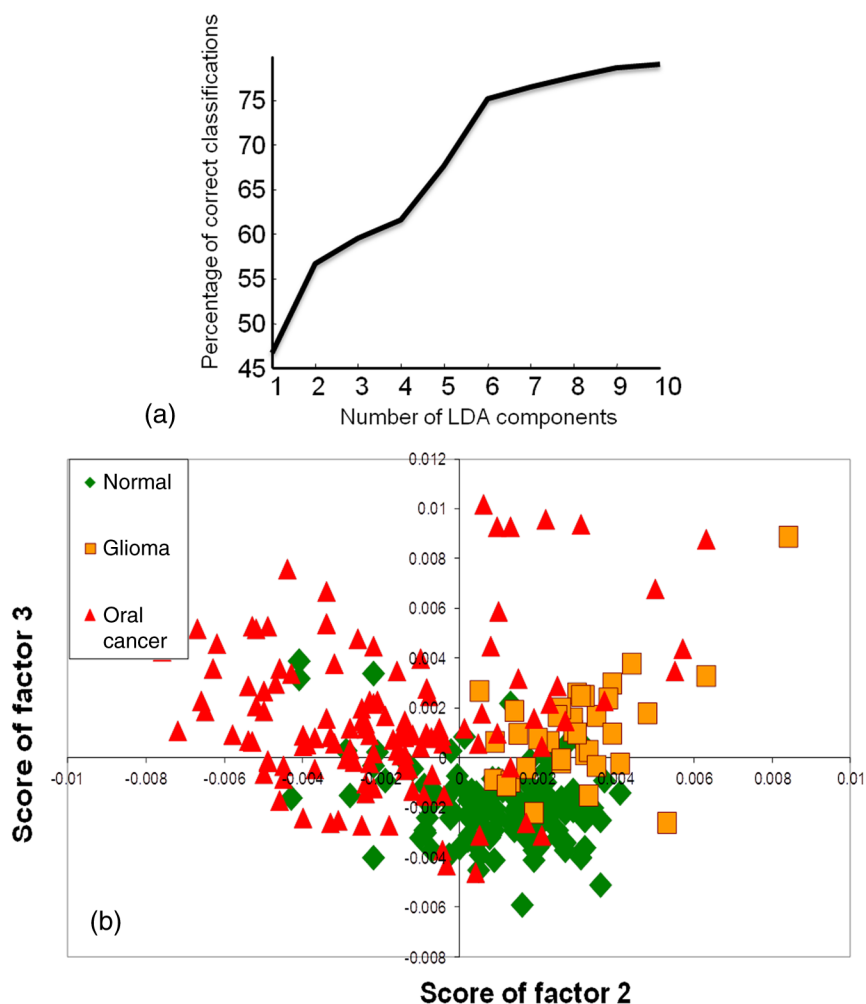 Percentage of correct classifications
75
70
65
60
55
50
45
1 2 3 4 5 6 7 8 9 10
(a)
Number of LDA components
Normal
Glioma
Oral
cancer
0.012
0.01
0.008
0.006
0.004
0.002
0
-0.002
-0.004
-0.006
-0.008
-0.01 -0.008 -0.006 -0.004 -0.002 0 0.002 0.004 0.006 0.008 0.01
Score of factor 3
(b)
Score of factor 2